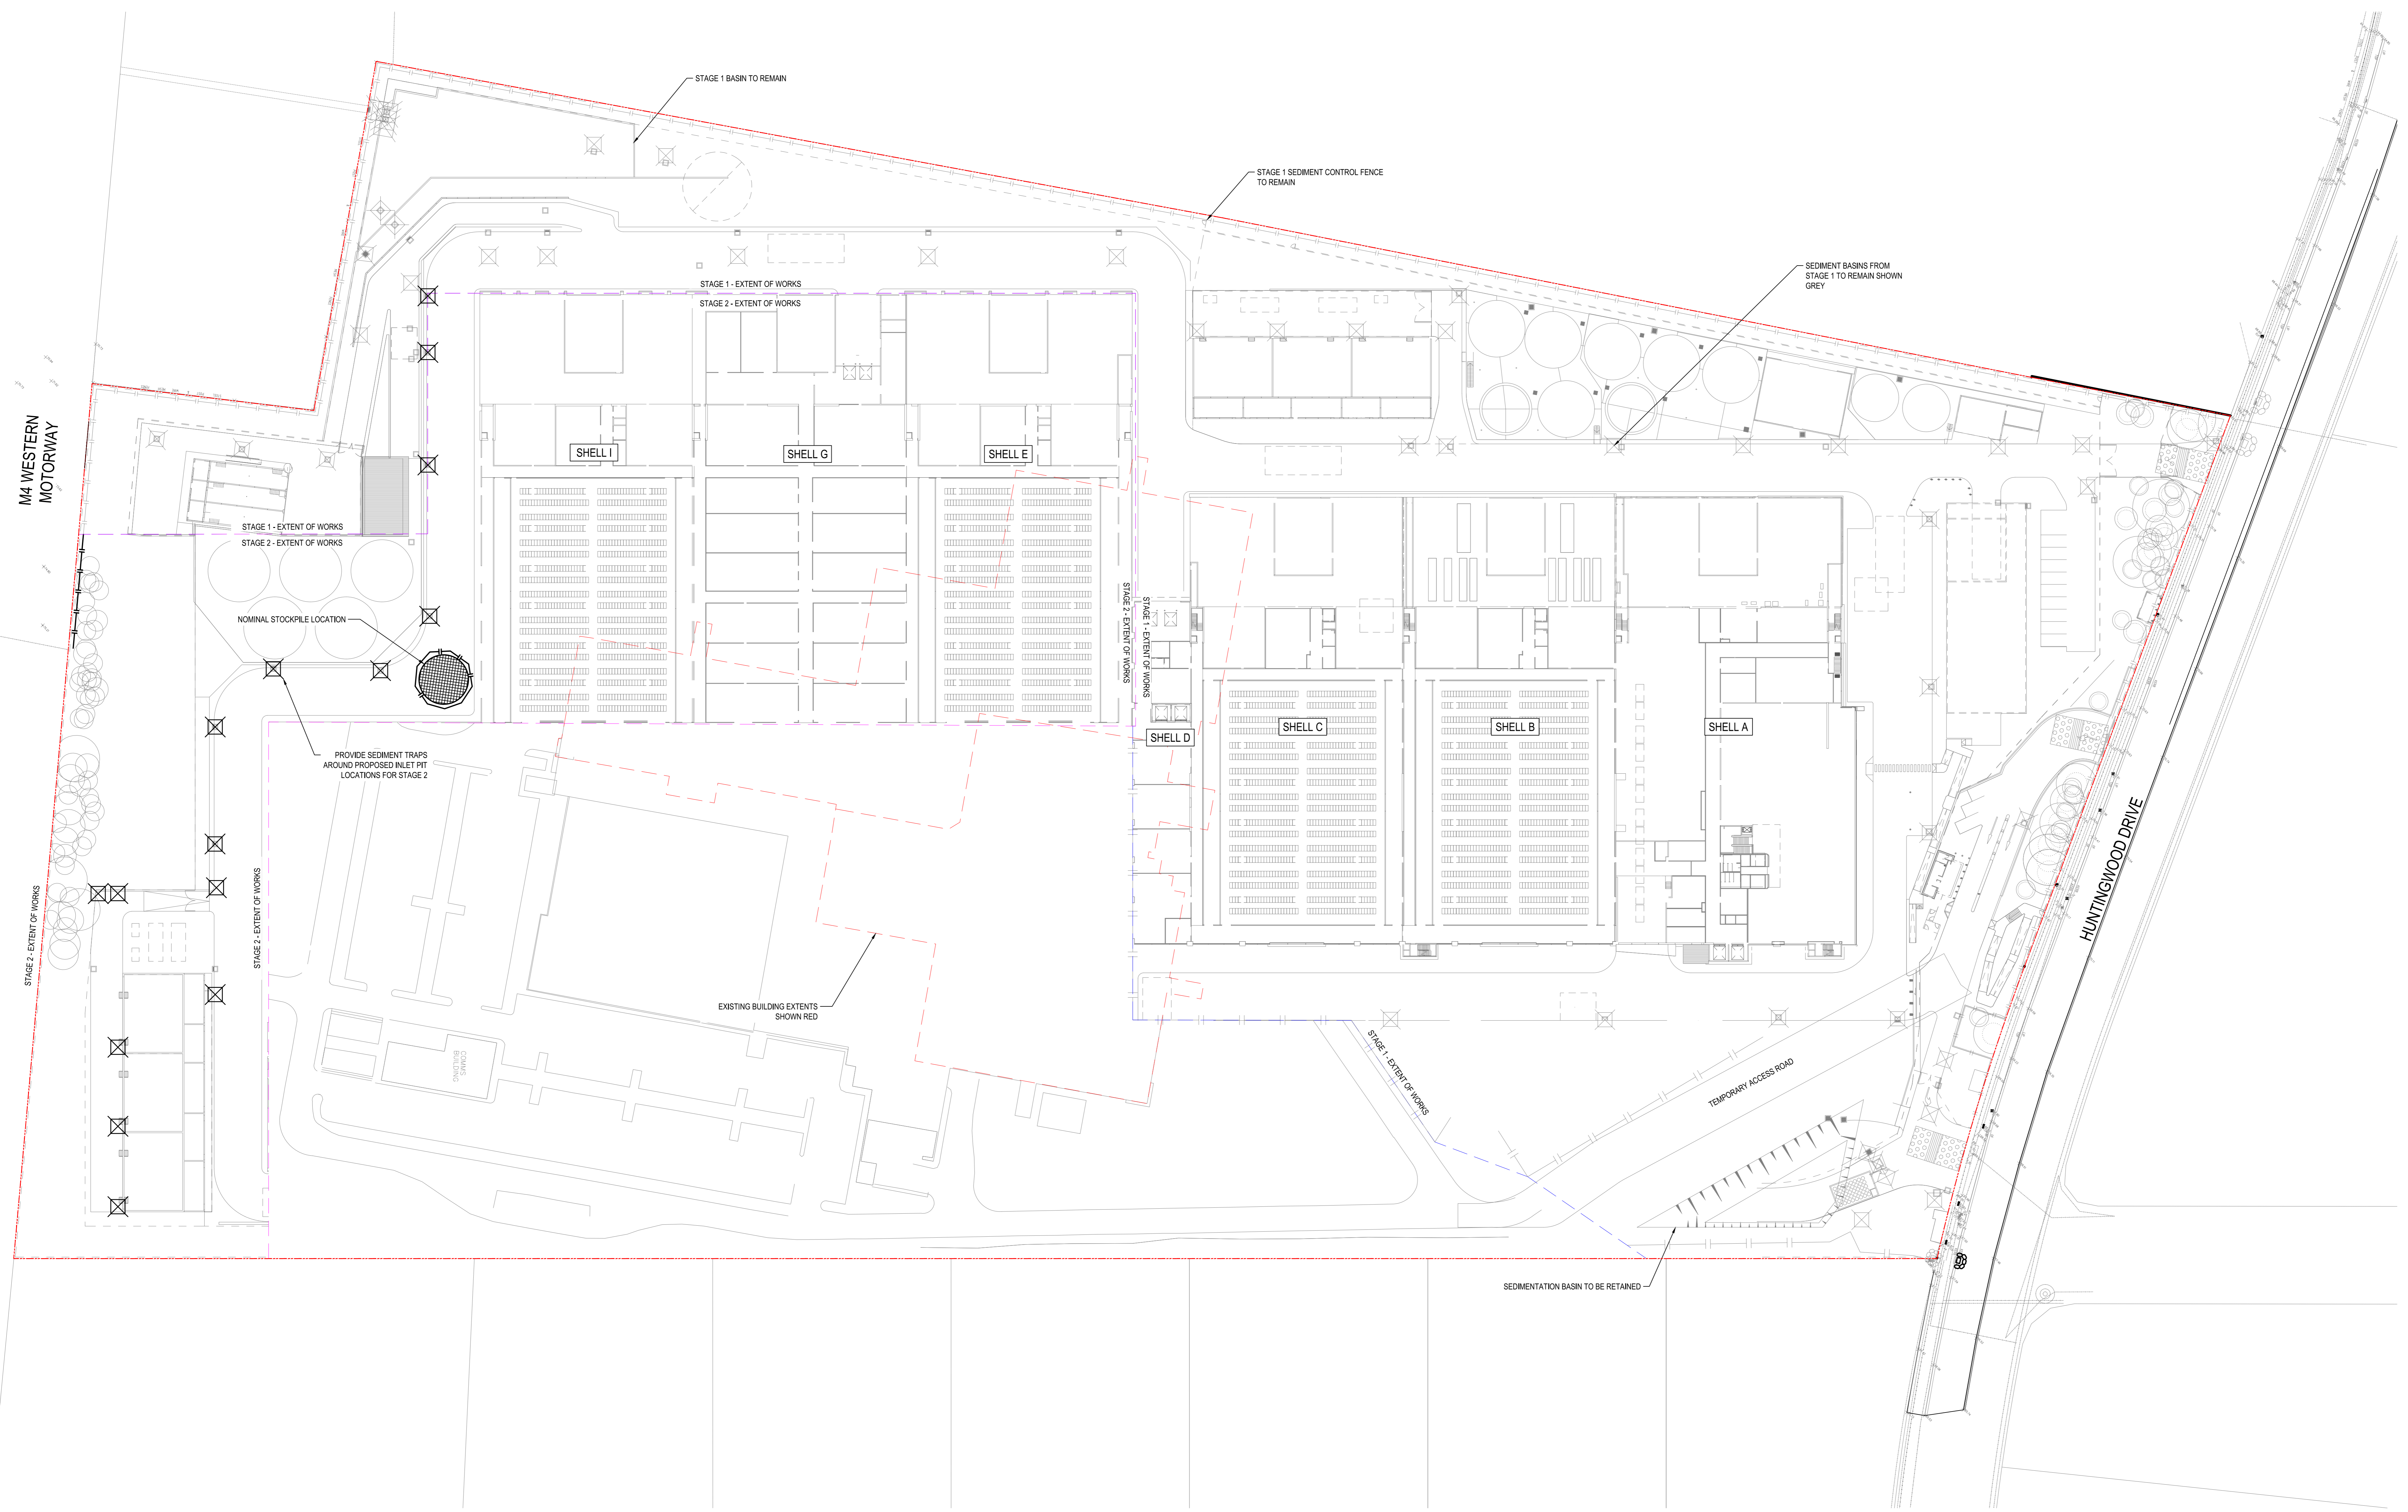 STAGE 1 BASIN TO REMAIN
STAGE 1 SEDIMENT CONTROL FENCE
TO REMAIN
SEDIMENT BASINS FROM
STAGE 1 TO REMAIN SHOWN
GREY
STAGE 1 - EXTENT OF WORKS
STAGE 2 - EXTENT OF WORKS
M4 WESTERN
MOTORWAY
SHELL I
SHELL G
SHELL E
STAGE 1 - EXTENT OF WORKS
STAGE 2 - EXTENT OF WORKS
NOMINAL STOCKPILE LOCATION
STAGE 2 - EXTENT OF WORKS
STAGE 1 - EXTENT OF WORKS
SHELL D
SHELL C
SHELL B
SHELL A
PROVIDE SEDIMENT TRAPS
AROUND PROPOSED INLET PIT
LOCATIONS FOR STAGE 2
HUNTINGWOOD DRIVE
STAGE 2 - EXTENT OF WORKS
STAGE 2 - EXTENT OF WORKS
EXISTING BUILDING EXTENTS
SHOWN RED
COMMS
BUILDING
STAGE 1 - EXTENT OF WORKS
TEMPORARY ACCESS ROAD
SEDIMENTATION BASIN TO BE RETAINED